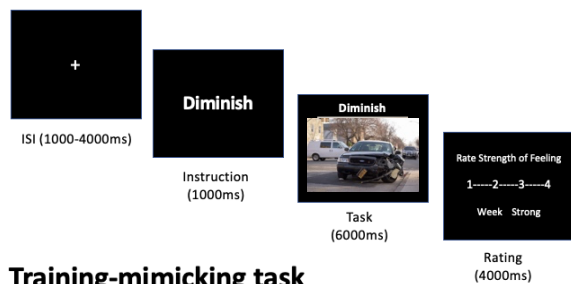 +
ISI (1000-4000ms)
Diminish
Instruction
(1000ms)
Diminish
Task
(6000ms)
Rate Strength of Feeling
1-----2-----3-----4
Week Strong
Rating
(4000ms)
Training-mimicking task